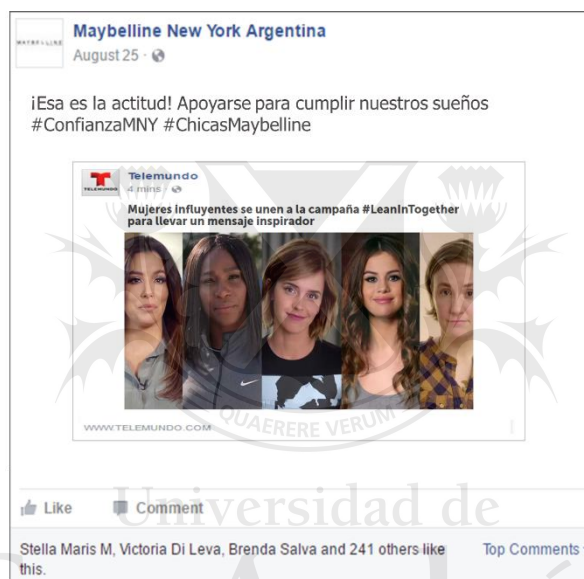 MAYBELLINE
Maybelline New York Argentina
August 25 ·
¡Esa es la actitud! Apoyarse para cumplir nuestros sueños
#ConfianzaMNY #ChicasMaybelline
TELEMUNDO
Telemundo
4 mins ·
Mujeres influyentes se unen a la campaña #LeanInTogether
para llevar un mensaje inspirador
QUAERERE VERUM
WWW.TELEMUNDO.COM
Universidad de
Like Comment
Stella Maris M, Victoria Di Leva, Brenda Salva and 241 others like
this.
Top Comments